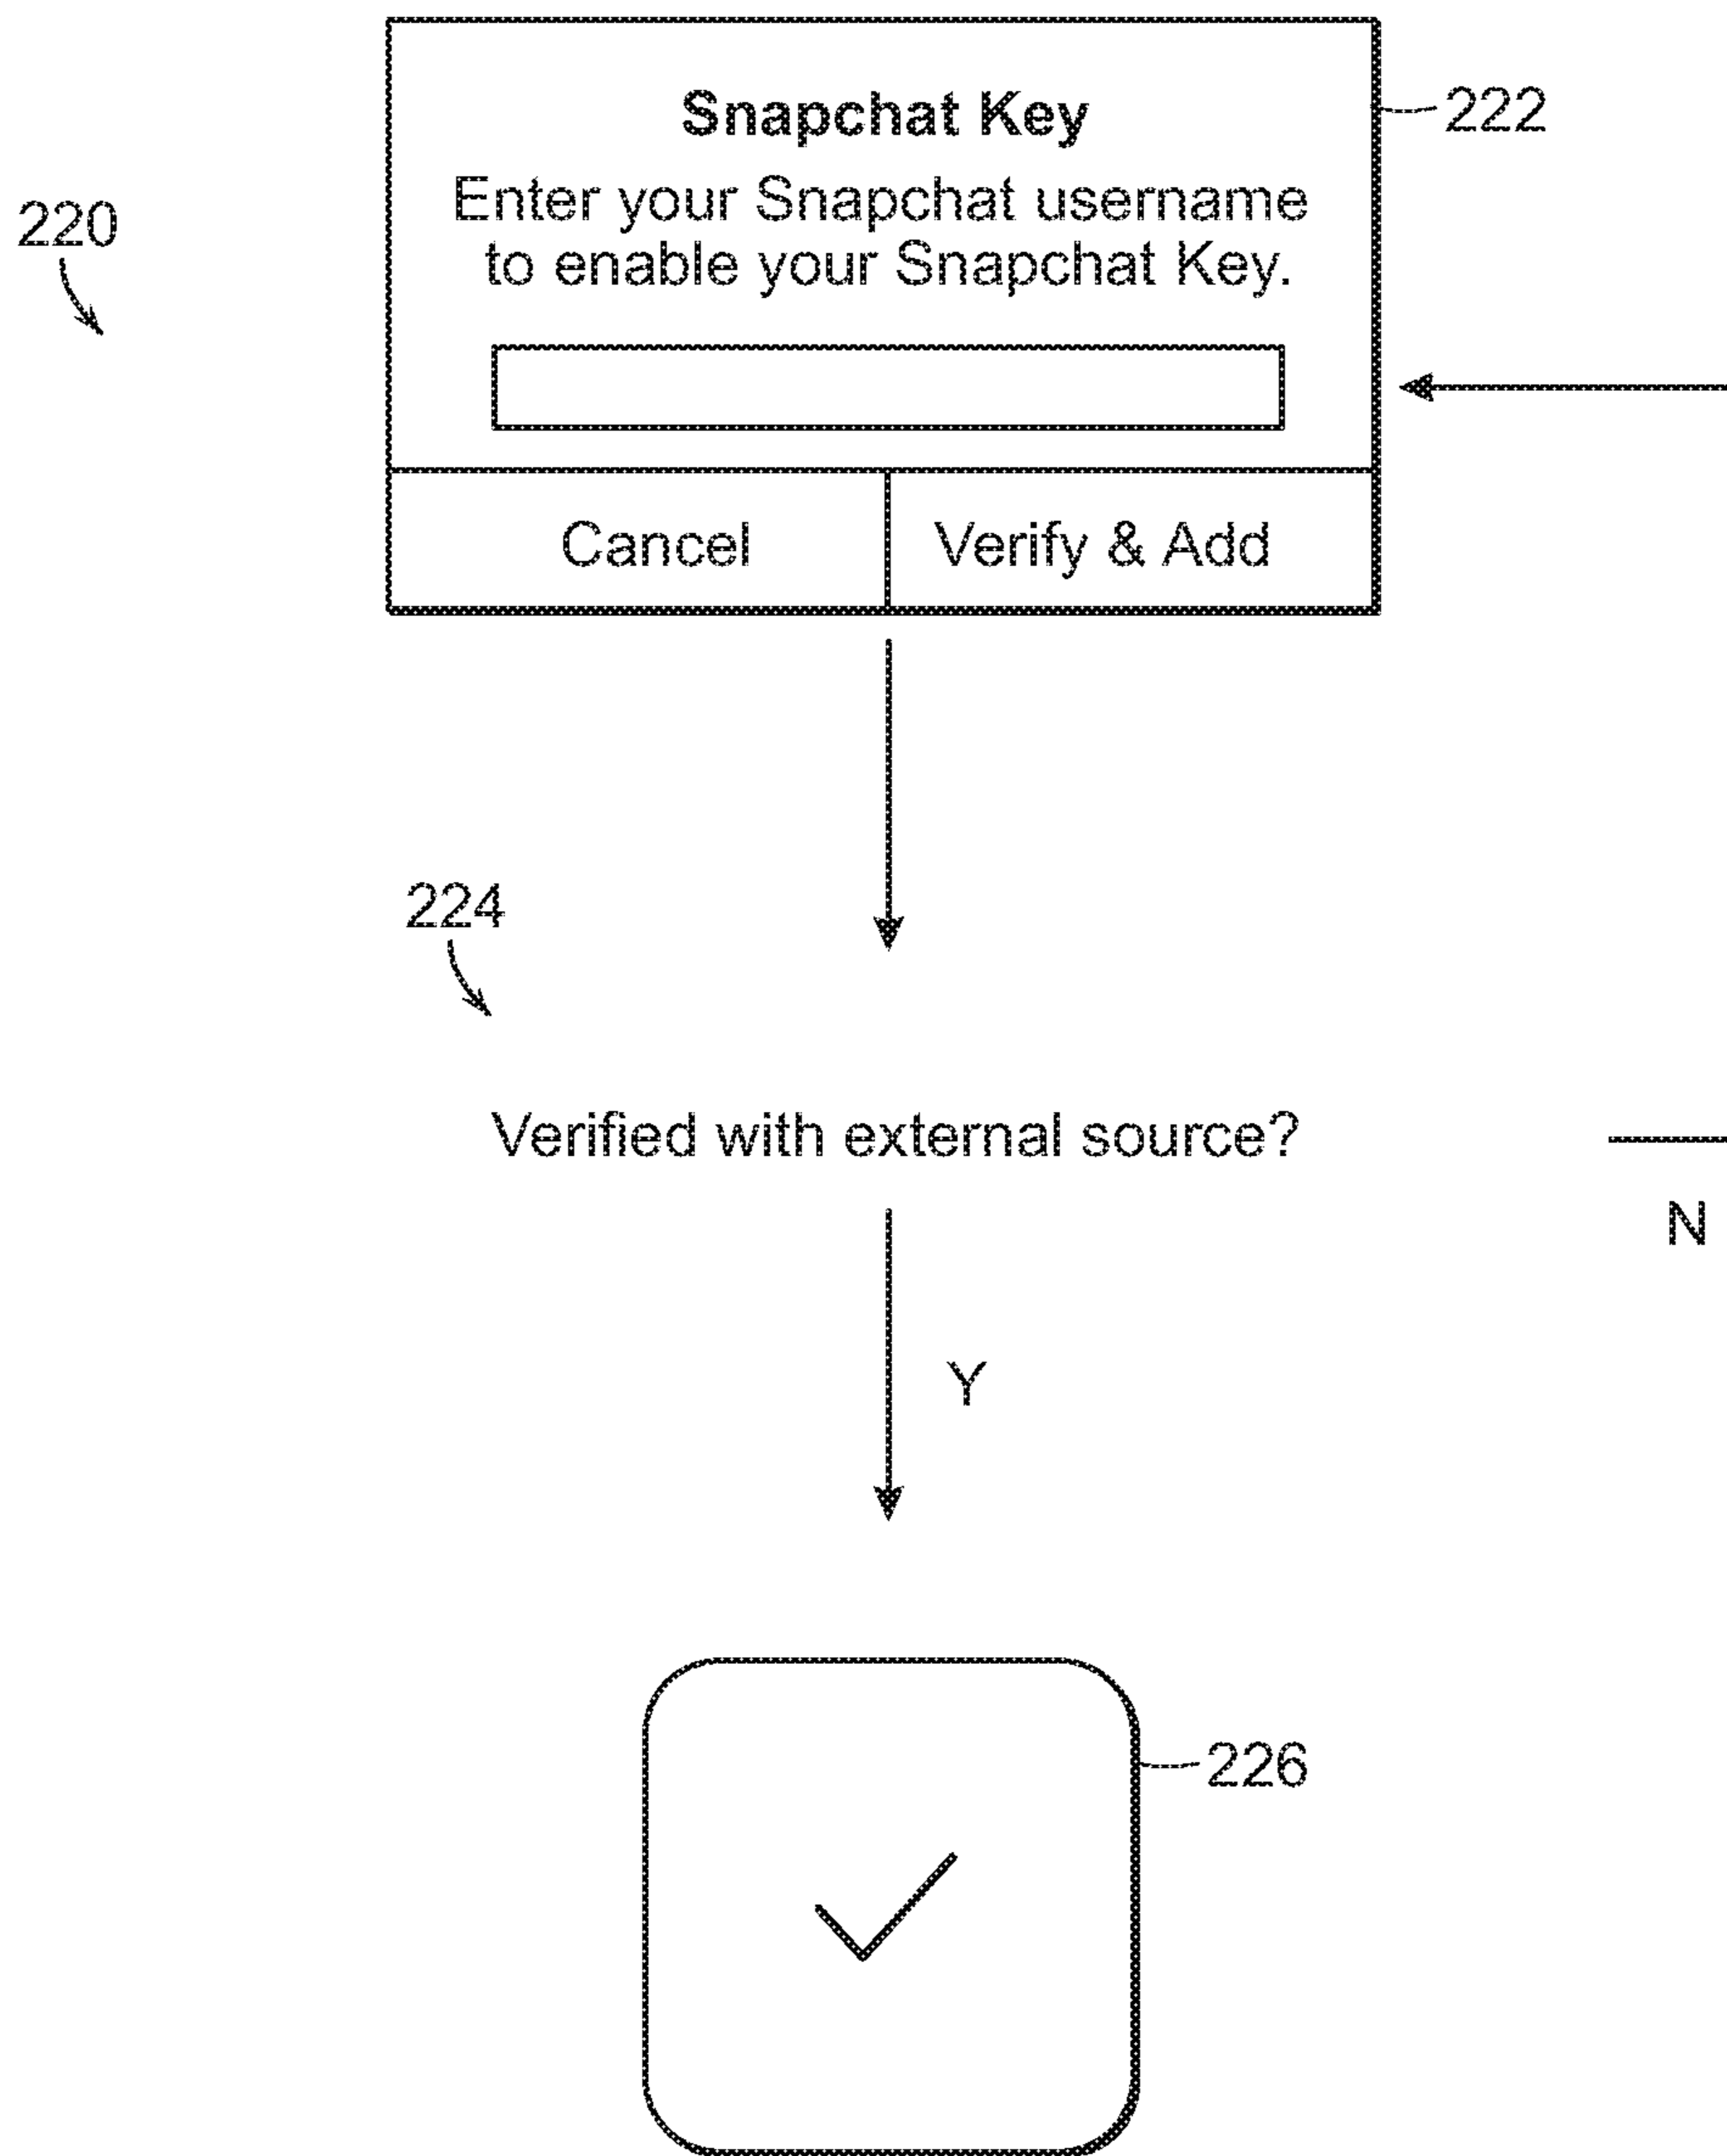 Snapchat Key
222
Enter your Snapchat username
to enable your Snapchat Key.
220
Cancel
Verify & Add
224
Verified with external source?
N
Y
226